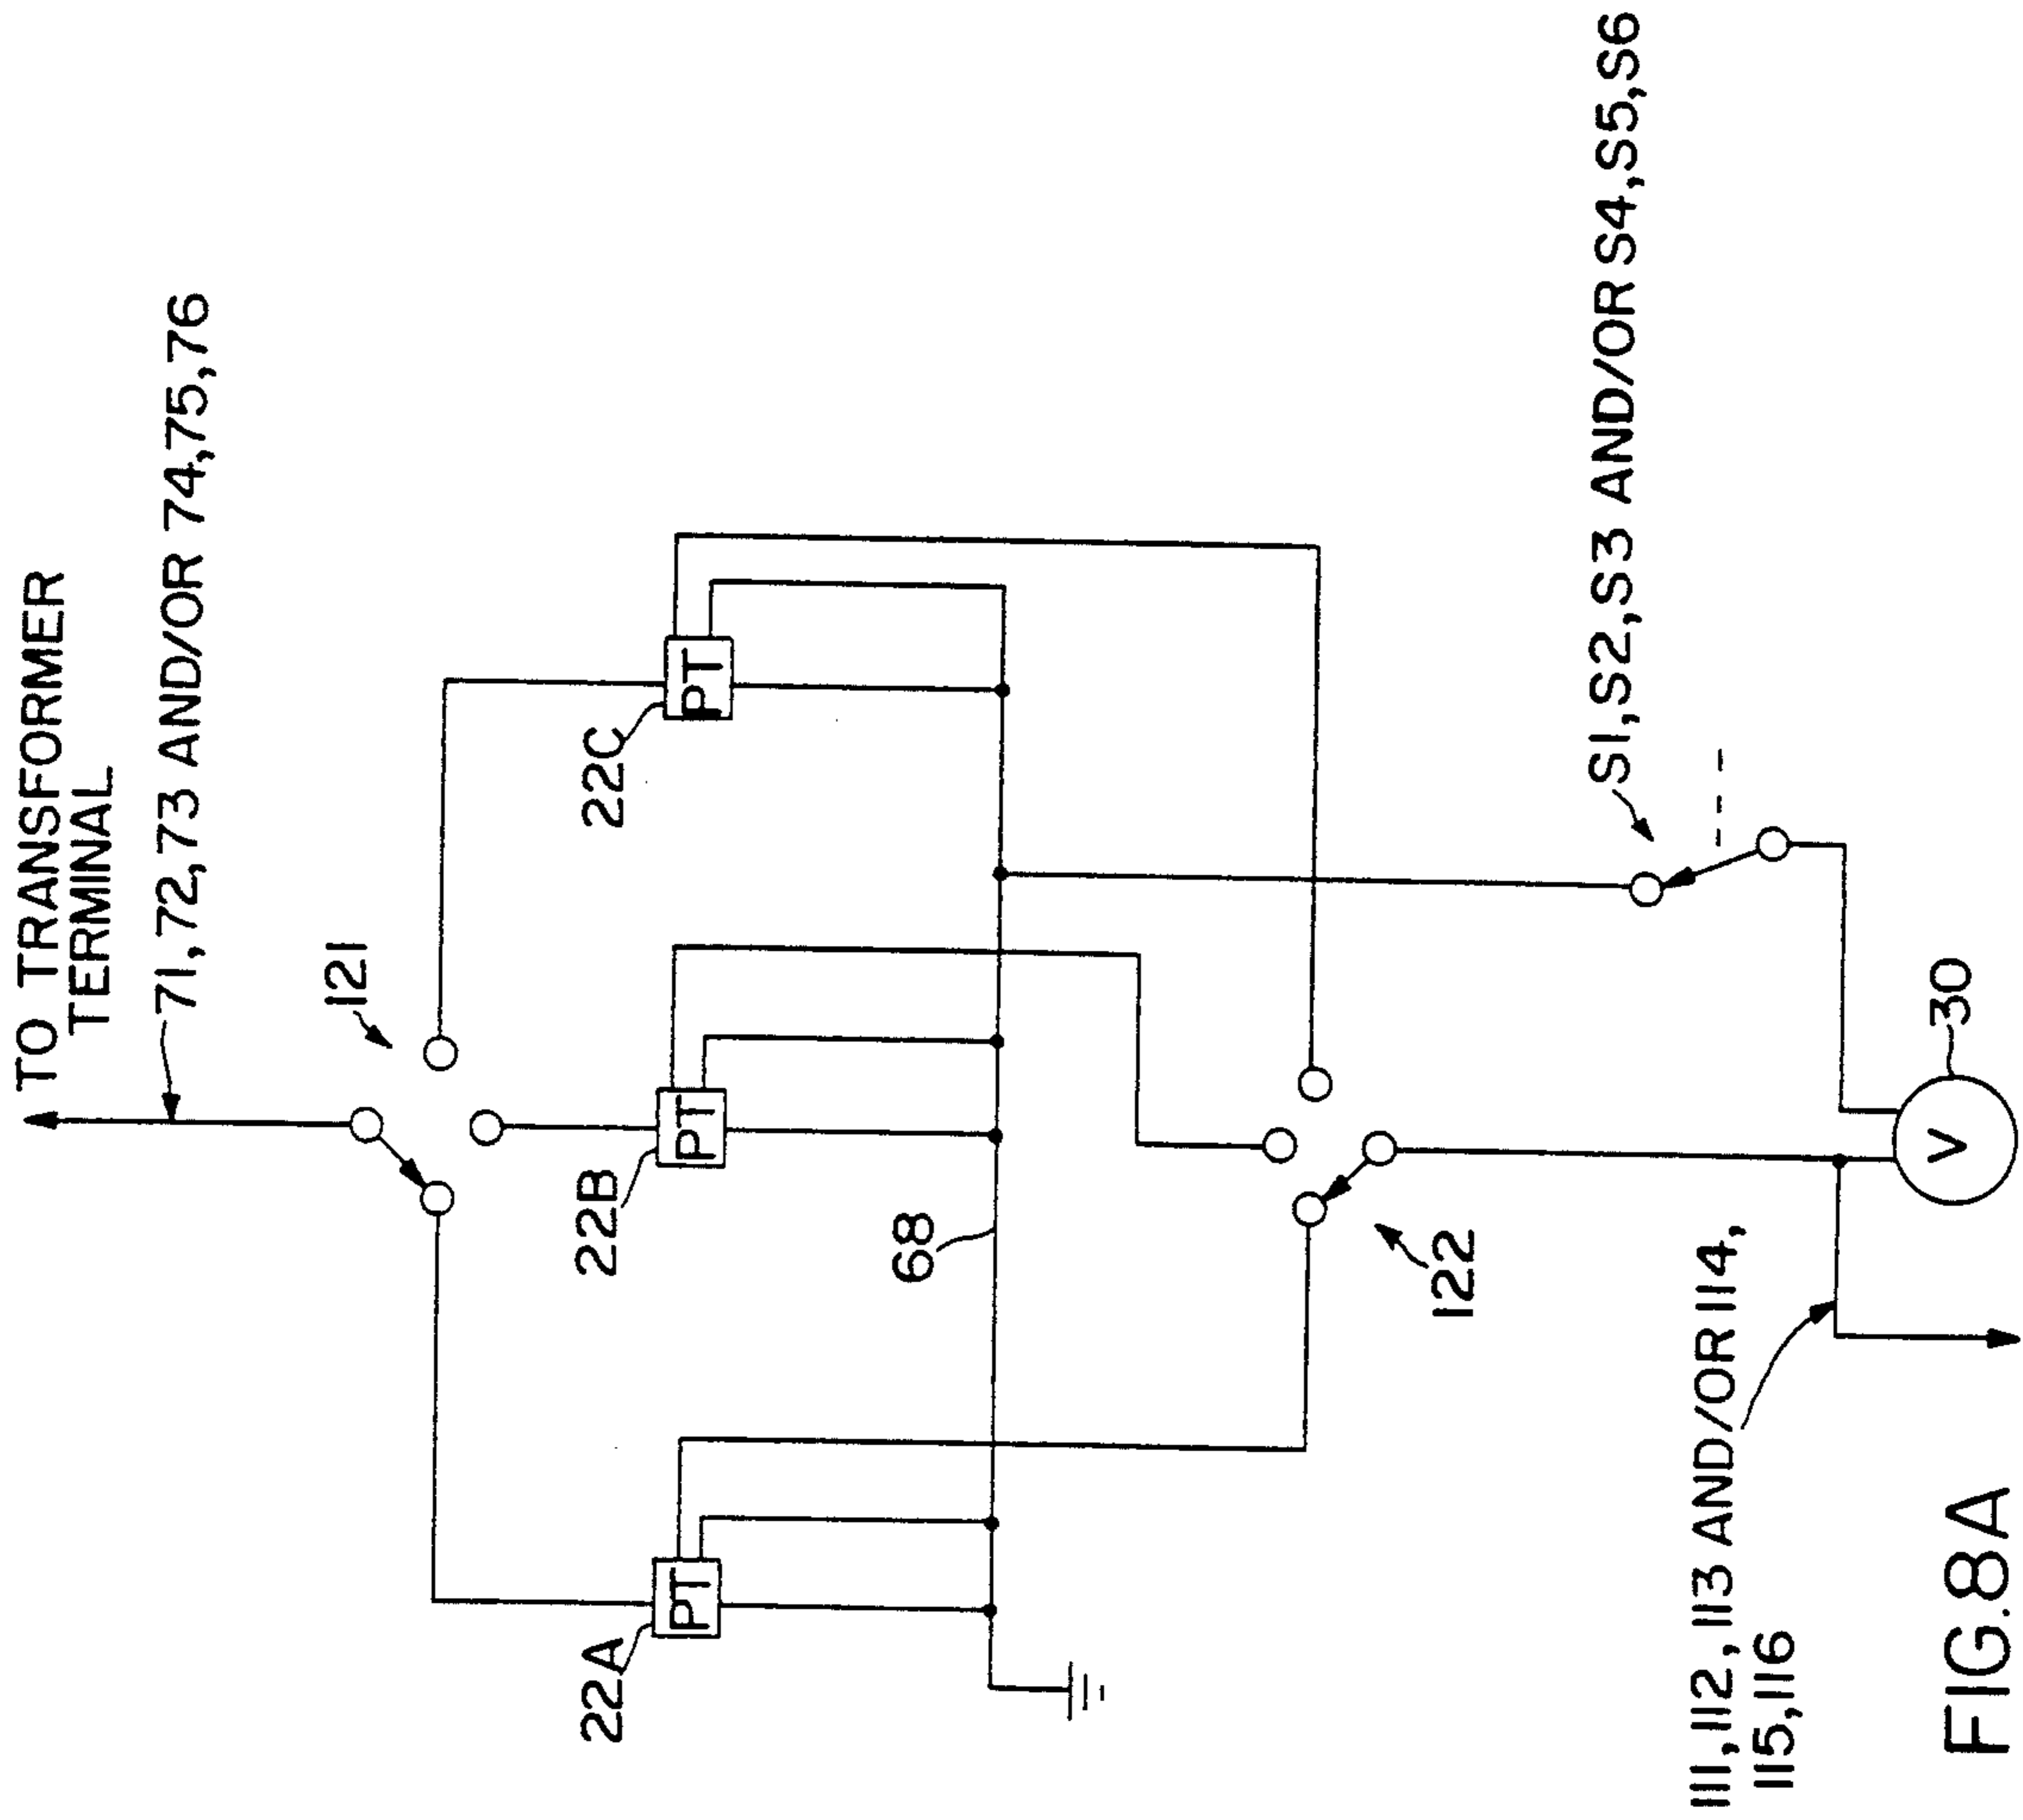 TO TRANSFORMER
TERMINAL
71,72,73 AND/OR 74,75,76
121
22A
PT
22B
PT
22C
PT
68
122
S1,S2,S3 AND/OR S4,S5,S6
111,112,113 AND/OR 114,
115,116
V
30
FIG.8A